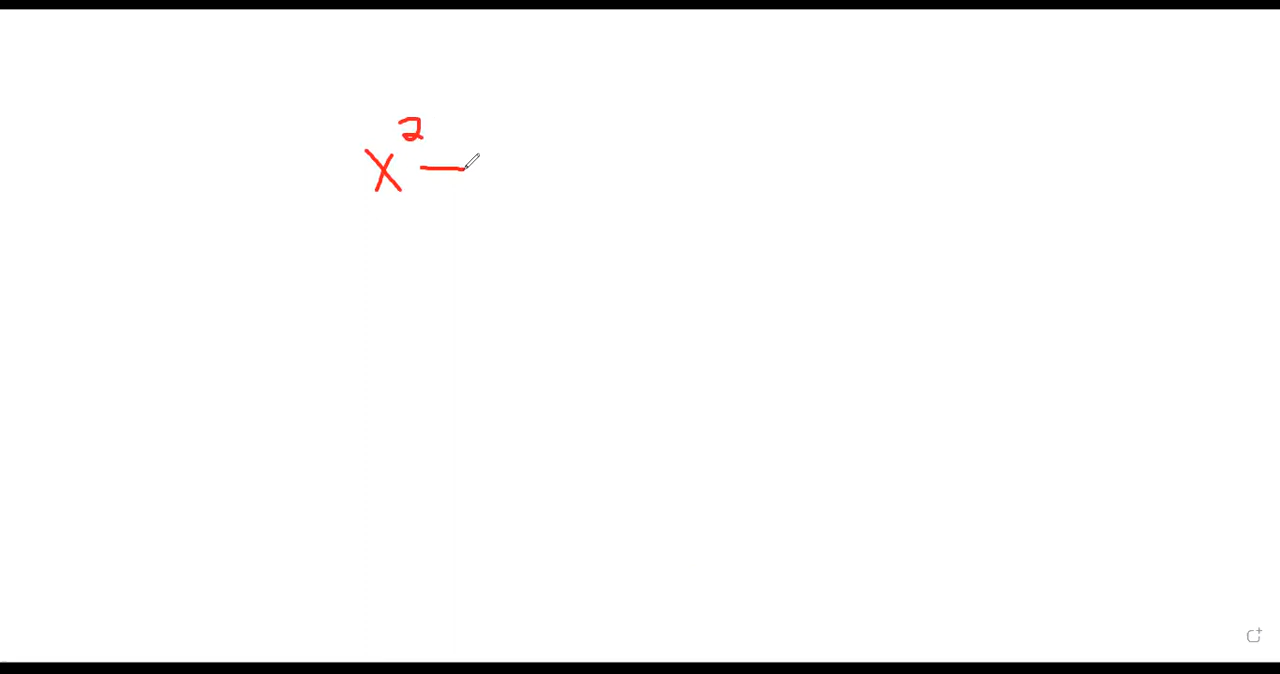 x² —